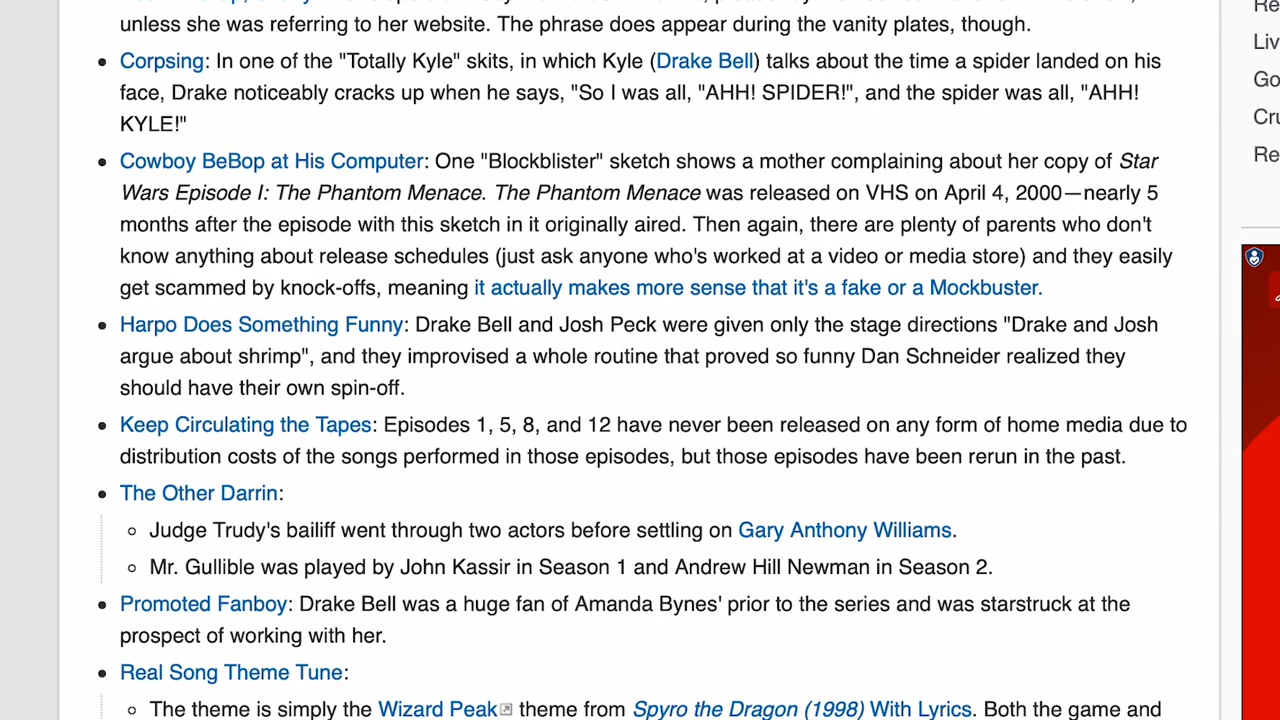 unless she was referring to her website. The phrase does appear during the vanity plates, though.
Corpsing: In one of the "Totally Kyle" skits, in which Kyle (Drake Bell) talks about the time a spider landed on his
face, Drake noticeably cracks up when he says, "So I was all, "AHH! SPIDER!", and the spider was all, "AHH!
KYLE!"
Cowboy BeBop at His Computer: One "Blockblister" sketch shows a mother complaining about her copy of Star
Wars Episode I: The Phantom Menace. The Phantom Menace was released on VHS on April 4, 2000—nearly 5
months after the episode with this sketch in it originally aired. Then again, there are plenty of parents who don't
know anything about release schedules (just ask anyone who's worked at a video or media store) and they easily
get scammed by knock-offs, meaning it actually makes more sense that it's a fake or a Mockbuster.
Harpo Does Something Funny: Drake Bell and Josh Peck were given only the stage directions "Drake and Josh
argue about shrimp", and they improvised a whole routine that proved so funny Dan Schneider realized they
should have their own spin-off.
Keep Circulating the Tapes: Episodes 1, 5, 8, and 12 have never been released on any form of home media due to
distribution costs of the songs performed in those episodes, but those episodes have been rerun in the past.
The Other Darrin:
Judge Trudy's bailiff went through two actors before settling on Gary Anthony Williams.
Mr. Gullible was played by John Kassir in Season 1 and Andrew Hill Newman in Season 2.
Promoted Fanboy: Drake Bell was a huge fan of Amanda Bynes' prior to the series and was starstruck at the
prospect of working with her.
Real Song Theme Tune:
The theme is simply the Wizard Peak theme from Spyro the Dragon (1998) With Lyrics. Both the game and
Re
Liv
Go
Cru
Re